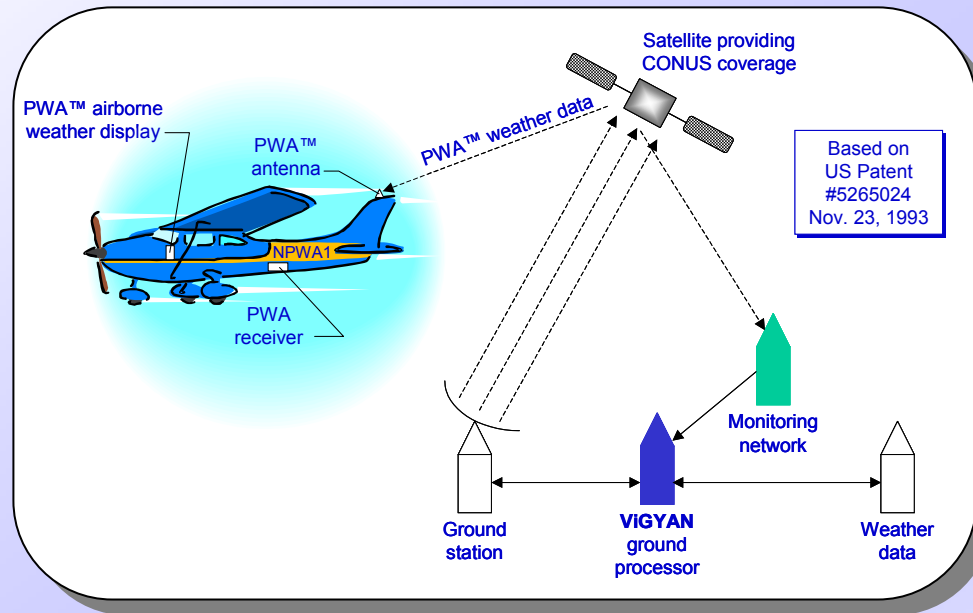 Satellite providing
CONUS coverage
PWA™ airborne
weather display
PWA™
antenna
PWA™ weather data
Based on
US Patent
#5265024
Nov. 23, 1993
NPWA1
PWA
receiver
Monitoring
network
Ground
station
ViGYAN
ground
processor
Weather
data